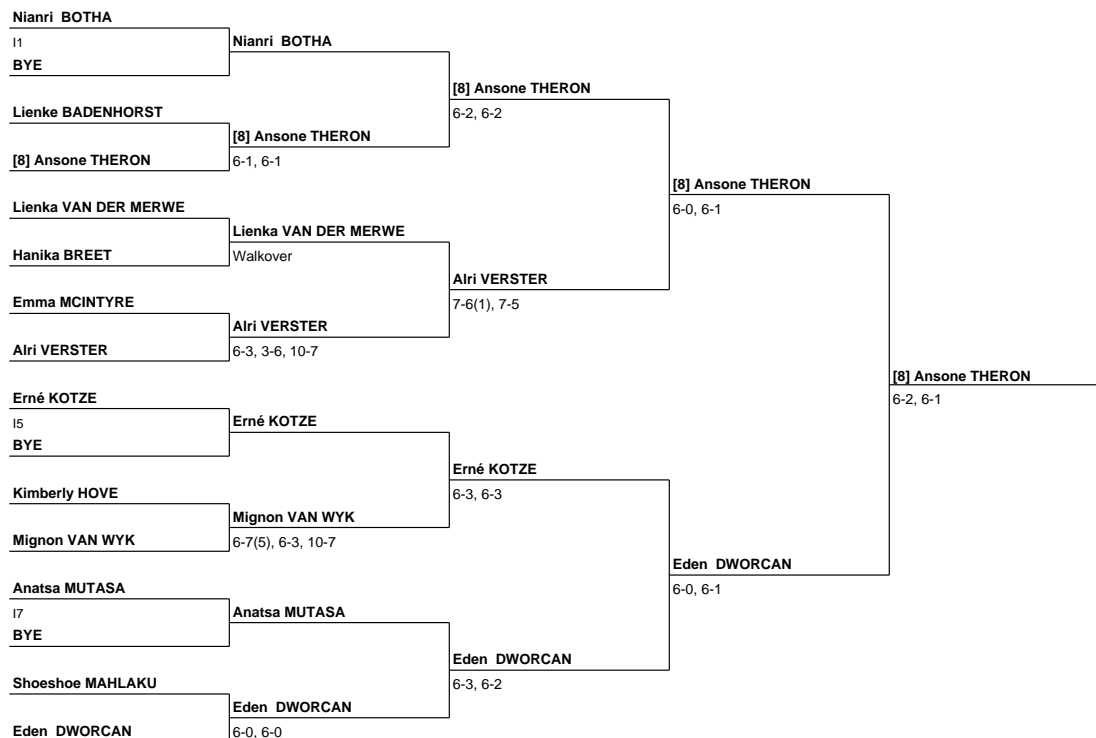 Nianri BOTHA
I1
BYE
Nianri BOTHA
[8] Ansone THERON
6-2, 6-2
Lienke BADENHORST
[8] Ansone THERON
[8] Ansone THERON
6-1, 6-1
[8] Ansone THERON
6-0, 6-1
Lienka VAN DER MERWE
Hanika BREET
Lienka VAN DER MERWE
Walkover
Alri VERSTER
7-6(1), 7-5
Emma MCINTYRE
Alri VERSTER
Alri VERSTER
6-3, 3-6, 10-7
[8] Ansone THERON
6-2, 6-1
Erné KOTZE
I5
BYE
Erné KOTZE
Erné KOTZE
6-3, 6-3
Kimberly HOVE
Mignon VAN WYK
Mignon VAN WYK
6-7(5), 6-3, 10-7
Eden DWORCAN
6-0, 6-1
Anatsa MUTASA
I7
BYE
Anatsa MUTASA
Eden DWORCAN
6-3, 6-2
Shoeshoe MAHLAKU
Eden DWORCAN
Eden DWORCAN
6-0, 6-0